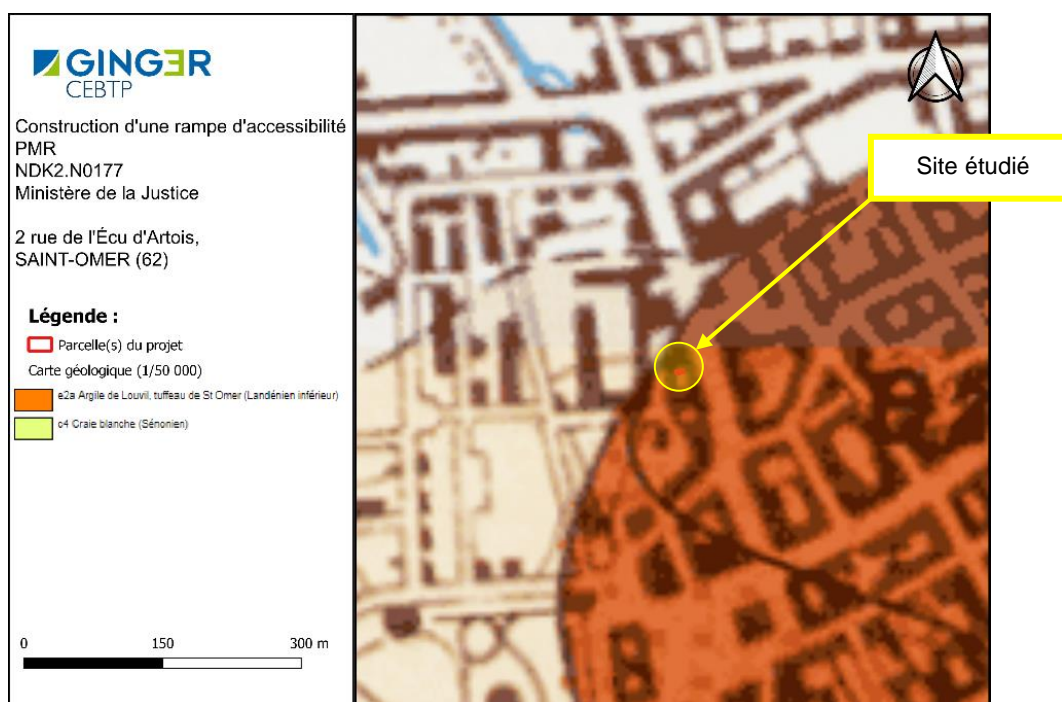 GINGER
CEBTP
Construction d'une rampe d'accessibilité
PMR
NDK2.N0177
Ministère de la Justice
2 rue de l'Écu d'Artois,
SAINT-OMER (62)
Légende :
Parcelle(s) du projet
Carte géologique (1/50 000)
e2a Argile de Louvil, tuffeau de St Omer (Landénien inférieur)
c4 Craie blanche (Sénonien)
0 150 300 m
Site étudié